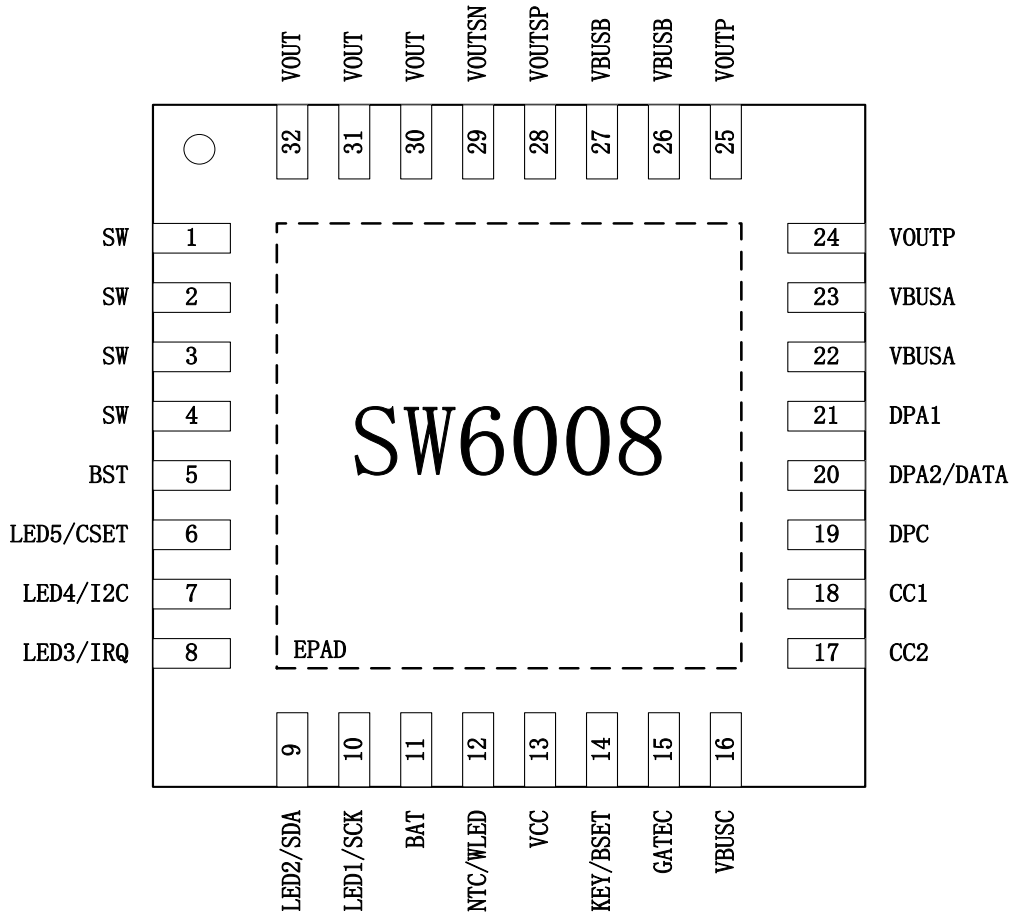 VOUT VOUT VOUT VOUTSN VOUTSP VBUSB VBUSB VOUTP
32 31 30 29 28 27 26 25
SW 1 24 VOUTP
SW 2 23 VBUSA
SW 3 22 VBUSA
SW 4 21 DPA1
SW6008
BST 5 20 DPA2/DATA
LED5/CSET 6 19 DPC
LED4/I2C 7 18 CC1
LED3/IRQ 8 17 CC2
EPAD
9 10 11 12 13 14 15 16
LED2/SDA LED1/SCK BAT NTC/WLED VCC KEY/BSET GATEC VBUSC